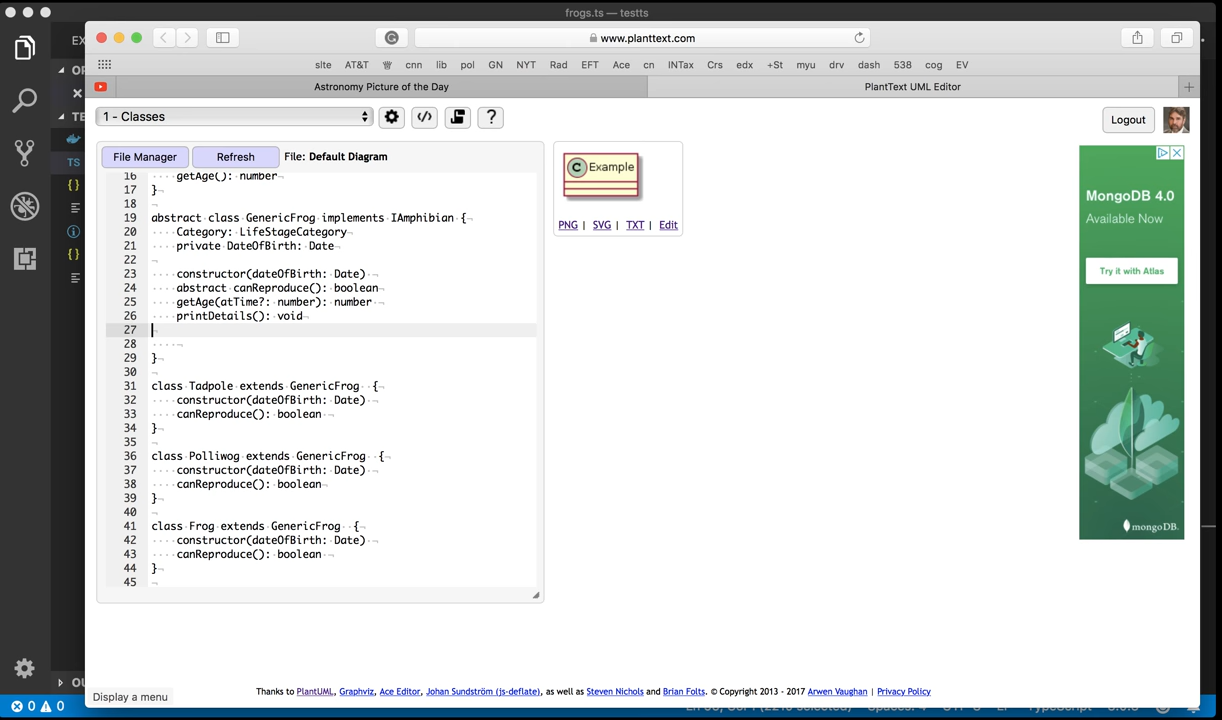 frogs.ts — testts
EX
www.planttext.com
site AT&T cnn lib pol GN NYT Rad EFT Ace cn INTax Crs edx +St myu drv dash 538 cog EV
Astronomy Picture of the Day
PlantText UML Editor
1 - Classes
?
Logout
File Manager
Refresh
File: Default Diagram
16 getAge(): number
17 }
18
19 abstract class GenericFrog implements IAmphibian {
20 Category: LifeStageCategory
21 private DateOfBirth: Date
22
23 constructor(dateOfBirth: Date)
24 abstract canReproduce(): boolean
25 getAge(atTime?: number): number
26 printDetails(): void
27
28
29 }
30
31 class Tadpole extends GenericFrog {
32 constructor(dateOfBirth: Date)
33 canReproduce(): boolean
34 }
35
36 class Polliwog extends GenericFrog {
37 constructor(dateOfBirth: Date)
38 canReproduce(): boolean
39 }
40
41 class Frog extends GenericFrog {
42 constructor(dateOfBirth: Date)
43 canReproduce(): boolean
44 }
45
C Example
PNG | SVG | TXT | Edit
MongoDB 4.0
Available Now
Try it with Atlas
mongoDB.
TS
Thanks to PlantUML, Graphviz, Ace Editor, Johan Sundström (js-deflate), as well as Steven Nichols and Brian Folts. © Copyright 2013 - 2017 Arwen Vaughan | Privacy Policy
Display a menu
0 0